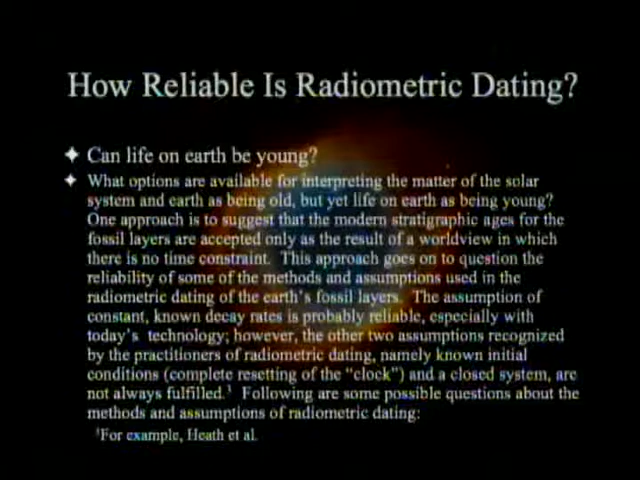 How Reliable Is Radiometric Dating?
Can life on earth be young?
What options are available for interpreting the matter of the solar
system and earth as being old, but yet life on earth as being young?
One approach is to suggest that the modern stratigraphic ages for the
fossil layers are accepted only as the result of a worldview in which
there is no time constraint. This approach goes on to question the
reliability of some of the methods and assumptions used in the
radiometric dating of the earth's fossil layers. The assumption of
constant, known decay rates is probably reliable, especially with
today's technology; however, the other two assumptions recognized
by the practitioners of radiometric dating, namely known initial
conditions (complete resetting of the "clock") and a closed system, are
not always fulfilled.³ Following are some possible questions about the
methods and assumptions of radiometric dating:
³For example, Heath et al.